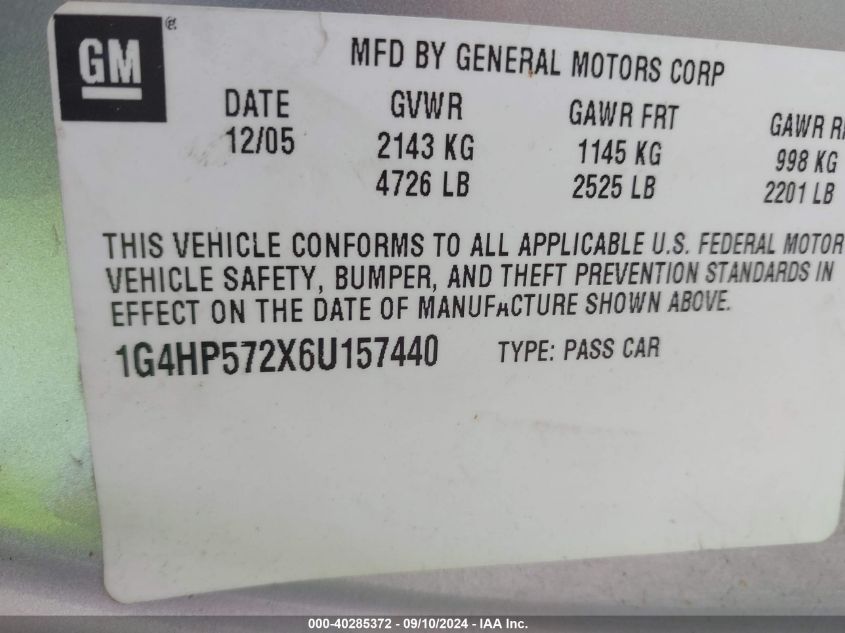 GM
MFD BY GENERAL MOTORS CORP
DATE GVWR GAWR FRT GAWR
12/05 2143 KG 1145 KG 998 KG
4726 LB 2525 LB 2201 LB
THIS VEHICLE CONFORMS TO ALL APPLICABLE U.S. FEDERAL MOTOR
VEHICLE SAFETY, BUMPER, AND THEFT PREVENTION STANDARDS IN
EFFECT ON THE DATE OF MANUFACTURE SHOWN ABOVE.
1G4HP572X6U157440 TYPE: PASS CAR
000-40285372 - 09/10/2024 - IAA Inc.